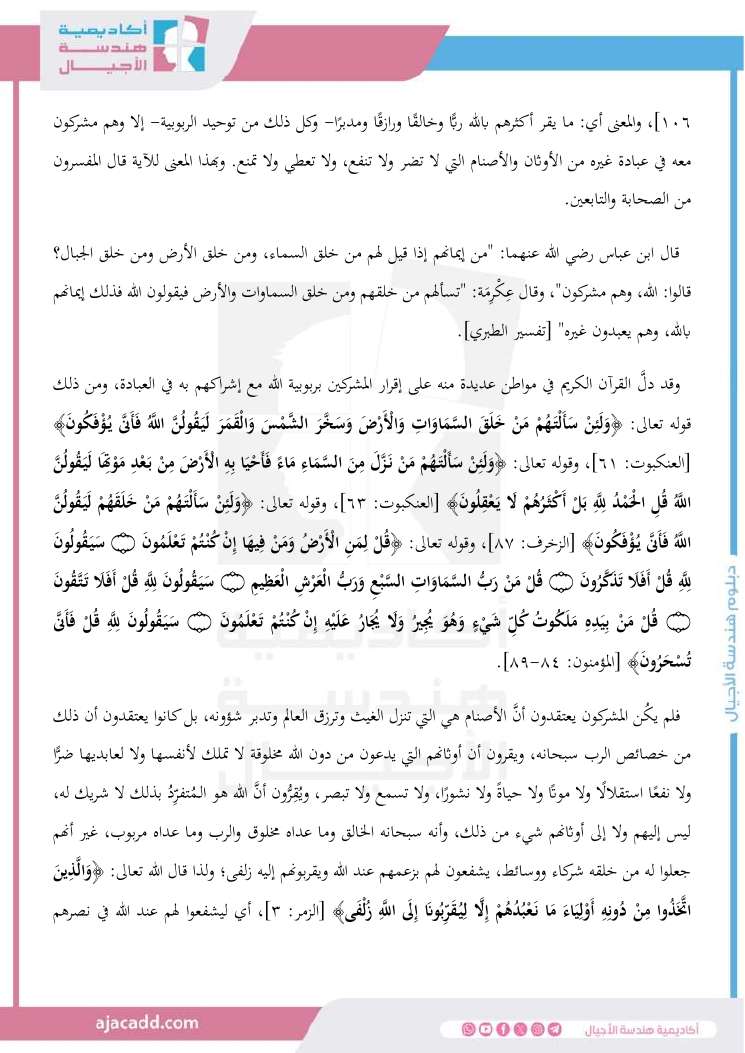 أكاديمية
هندسة
الأجيال
١٠٦]، والمعنى أي: ما يقر أكثرهم بالله ربًّا وخالقًا ورازقًا ومدبرًا– وكل ذلك من توحيد الربوبية– إلا وهم مشركون
معه في عبادة غيره من الأوثان والأصنام التي لا تضر ولا تنفع، ولا تعطي ولا تمنع. وبهذا المعنى للآية قال المفسرون
من الصحابة والتابعين.
قال ابن عباس رضي الله عنهما: "من إيمانهم إذا قيل لهم من خلق السماء، ومن خلق الأرض ومن خلق الجبال؟
قالوا: الله، وهم مشركون"، وقال عِكْرِمَة: "تسألهم من خلقهم ومن خلق السماوات والأرض فيقولون الله فذلك إيمانهم
بالله، وهم يعبدون غيره" [تفسير الطبري].
وقد دلَّ القرآن الكريم في مواطن عديدة منه على إقرار المشركين بربوبية الله مع إشراكهم به في العبادة، ومن ذلك
قوله تعالى: ﴿وَلَئِنْ سَأَلْتَهُمْ مَنْ خَلَقَ السَّمَاوَاتِ وَالْأَرْضَ وَسَخَّرَ الشَّمْسَ وَالْقَمَرَ لَيَقُولُنَّ اللَّهُ فَأَنَّى يُؤْفَكُونَ﴾
[العنكبوت: ٦١]، وقوله تعالى: ﴿وَلَئِنْ سَأَلْتَهُمْ مَنْ نَزَّلَ مِنَ السَّمَاءِ مَاءً فَأَحْيَا بِهِ الْأَرْضَ مِنْ بَعْدِ مَوْتِهَا لَيَقُولُنَّ
اللَّهُ قُلِ الْحَمْدُ لِلَّهِ بَلْ أَكْثَرُهُمْ لَا يَعْقِلُونَ﴾ [العنكبوت: ٦٣]، وقوله تعالى: ﴿وَلَئِنْ سَأَلْتَهُمْ مَنْ خَلَقَهُمْ لَيَقُولُنَّ
اللَّهُ فَأَنَّى يُؤْفَكُونَ﴾ [الزخرف: ٨٧]، وقوله تعالى: ﴿قُلْ لِمَنِ الْأَرْضُ وَمَنْ فِيهَا إِنْ كُنْتُمْ تَعْلَمُونَ ۝ سَيَقُولُونَ
لِلَّهِ قُلْ أَفَلَا تَذَكَّرُونَ ۝ قُلْ مَنْ رَبُّ السَّمَاوَاتِ السَّبْعِ وَرَبُّ الْعَرْشِ الْعَظِيمِ ۝ سَيَقُولُونَ لِلَّهِ قُلْ أَفَلَا تَتَّقُونَ
۝ قُلْ مَنْ بِيَدِهِ مَلَكُوتُ كُلِّ شَيْءٍ وَهُوَ يُجِيرُ وَلَا يُجَارُ عَلَيْهِ إِنْ كُنْتُمْ تَعْلَمُونَ ۝ سَيَقُولُونَ لِلَّهِ قُلْ فَأَنَّى
تُسْحَرُونَ﴾ [المؤمنون: ٨٤–٨٩].
فلم يكُن المشركون يعتقدون أنَّ الأصنام هي التي تنزل الغيث وترزق العالم وتدبر شؤونه، بل كانوا يعتقدون أن ذلك
من خصائص الرب سبحانه، ويقرون أن أوثانهم التي يدعون من دون الله مخلوقة لا تملك لأنفسها ولا لعابديها ضرًّا
ولا نفعًا استقلالًا ولا موتًا ولا حياةً ولا نشورًا، ولا تسمع ولا تبصر، ويُقِرُّون أنَّ الله هو المُتفرِّدُ بذلك لا شريك له،
ليس إليهم ولا إلى أوثانهم شيء من ذلك، وأنه سبحانه الخالق وما عداه مخلوق والرب وما عداه مربوب، غير أنهم
جعلوا له من خلقه شركاء ووسائط، يشفعون لهم بزعمهم عند الله ويقربونهم إليه زلفى؛ ولذا قال الله تعالى: ﴿وَالَّذِينَ
اتَّخَذُوا مِنْ دُونِهِ أَوْلِيَاءَ مَا نَعْبُدُهُمْ إِلَّا لِيُقَرِّبُونَا إِلَى اللَّهِ زُلْفَى﴾ [الزمر: ٣]، أي ليشفعوا لهم عند الله في نصرهم
دبلوم هندسة الأجيال
أكاديمية
هندسة
الأجيال
أكاديمية هندسة الأجيال
ajacadd.com